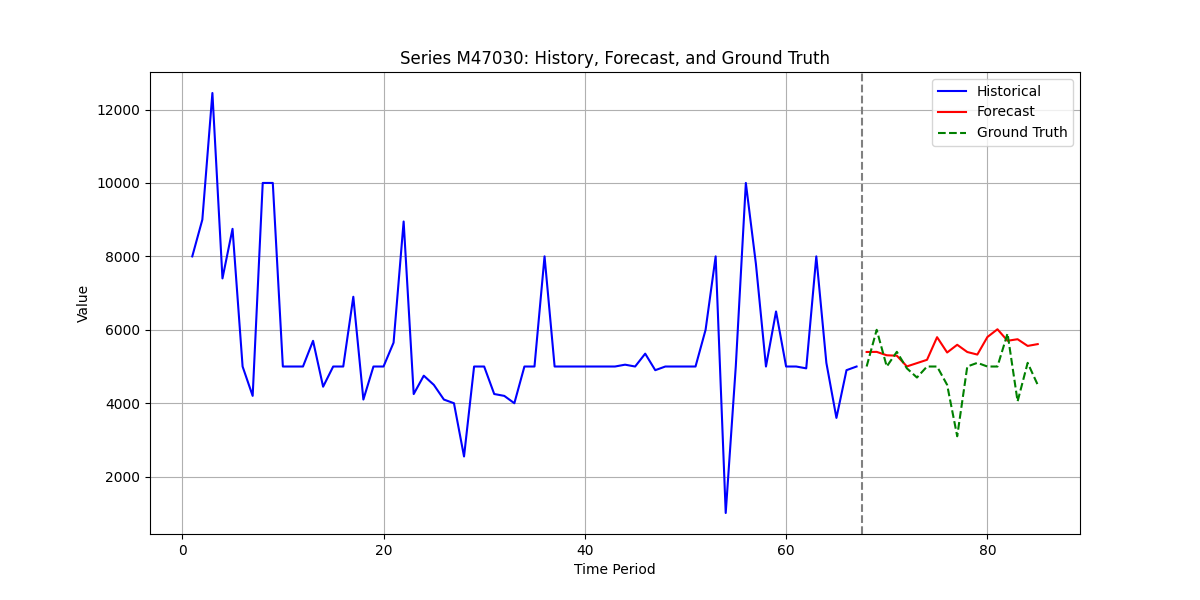 Series M47030: History, Forecast, and Ground Truth
Historical
Forecast
Ground Truth
12000
10000
8000
6000
4000
2000
Value
0
20
40
60
80
Time Period